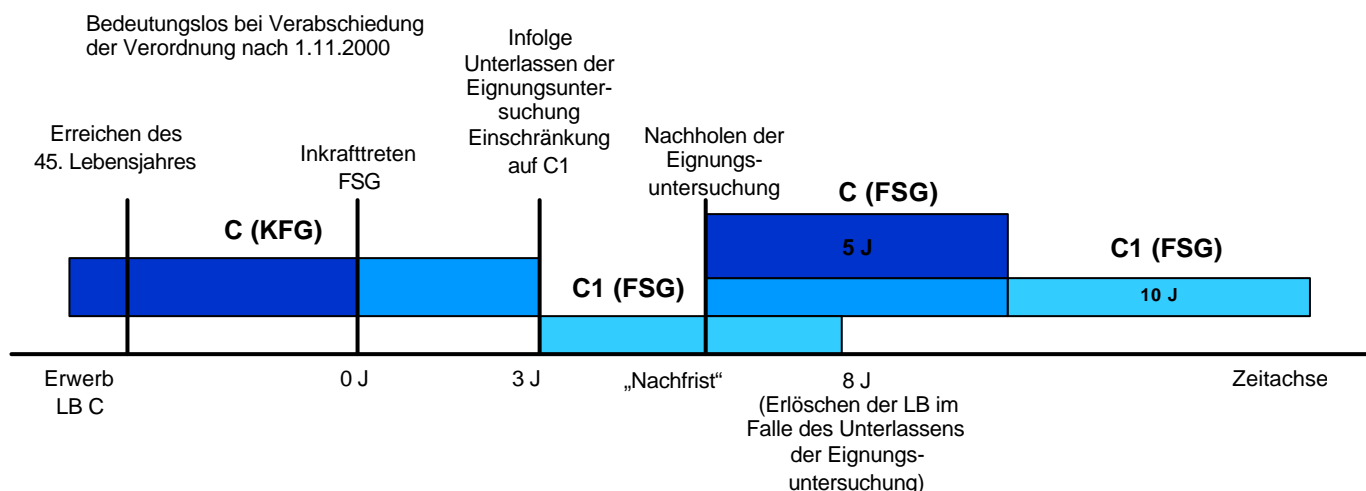 Bedeutungslos bei Verabschiedung
der Verordnung nach 1.11.2000
Erreichen des
45. Lebensjahres
Inkrafttreten
FSG
Infolge
Unterlassen der
Eignungsunter-
suchung
Einschränkung
auf C1
Nachholen der
Eignungs-
untersuchung
C (KFG)
C1 (FSG)
C (FSG)
5 J
C1 (FSG)
10 J
Erwerb
LB C
0 J
3 J
„Nachfrist“
8 J
(Erlöschen der LB im
Falle des Unterlassens
der Eignungs-
untersuchung)
Zeitachse